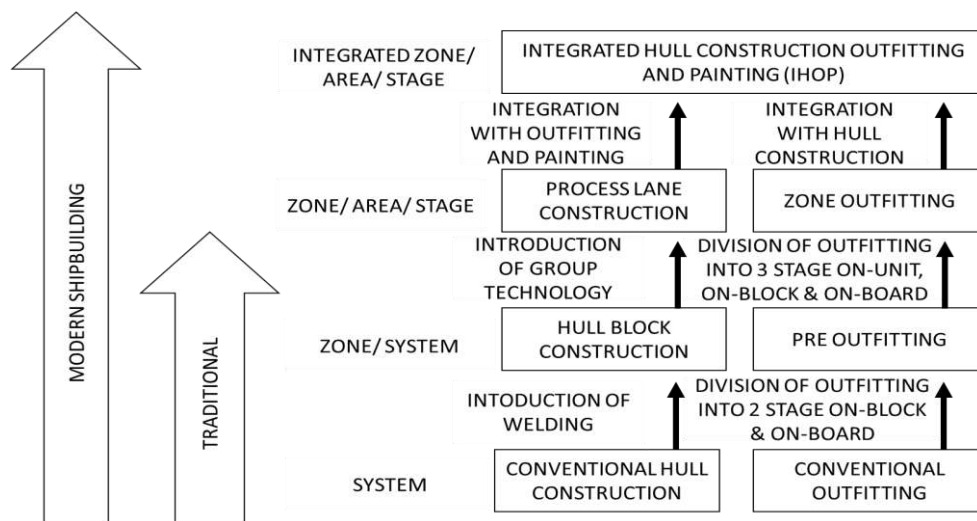 INTEGRATED ZONE/
AREA/ STAGE
INTEGRATED HULL CONSTRUCTION OUTFITTING
AND PAINTING (IHOP)
INTEGRATION
WITH OUTFITTING
AND PAINTING
INTEGRATION
WITH HULL
CONSTRUCTION
ZONE/ AREA/ STAGE
PROCESS LANE
CONSTRUCTION
ZONE OUTFITTING
INTRODUCTION
OF GROUP
TECHNOLOGY
DIVISION OF OUTFITTING
INTO 3 STAGE ON-UNIT,
ON-BLOCK & ON-BOARD
ZONE/ SYSTEM
HULL BLOCK
CONSTRUCTION
PRE OUTFITTING
INTODUCTION OF
WELDING
DIVISION OF OUTFITTING
INTO 2 STAGE ON-BLOCK
& ON-BOARD
SYSTEM
CONVENTIONAL HULL
CONSTRUCTION
CONVENTIONAL
OUTFITTING
MODERN SHIPBUILDING
TRADITIONAL